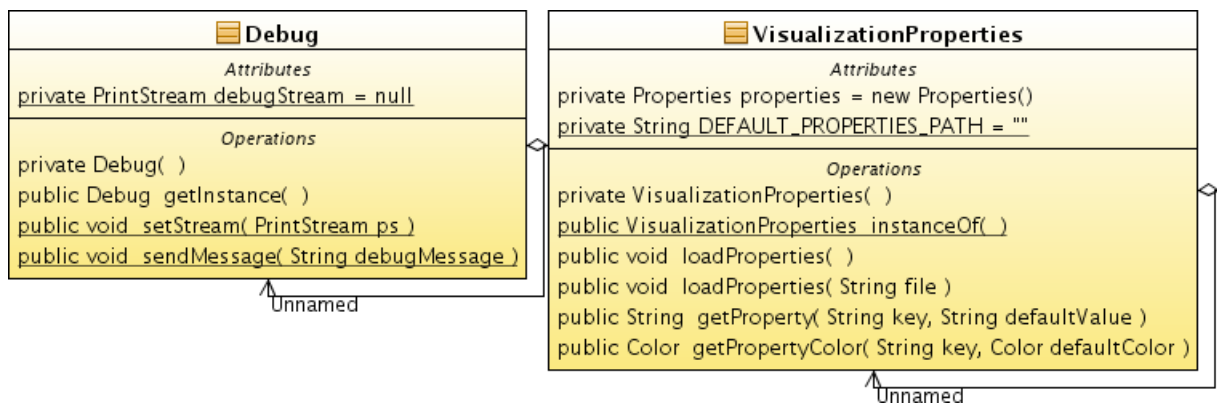 Debug
Attributes
private PrintStream debugStream = null
Operations
private Debug( )
public Debug getInstance( )
public void setStream( PrintStream ps )
public void sendMessage( String debugMessage )
Unnamed
VisualizationProperties
Attributes
private Properties properties = new Properties()
private String DEFAULT_PROPERTIES_PATH = ""
Operations
private VisualizationProperties( )
public VisualizationProperties instanceOf( )
public void loadProperties( )
public void loadProperties( String file )
public String getProperty( String key, String defaultValue )
public Color getPropertyColor( String key, Color defaultColor )
Unnamed